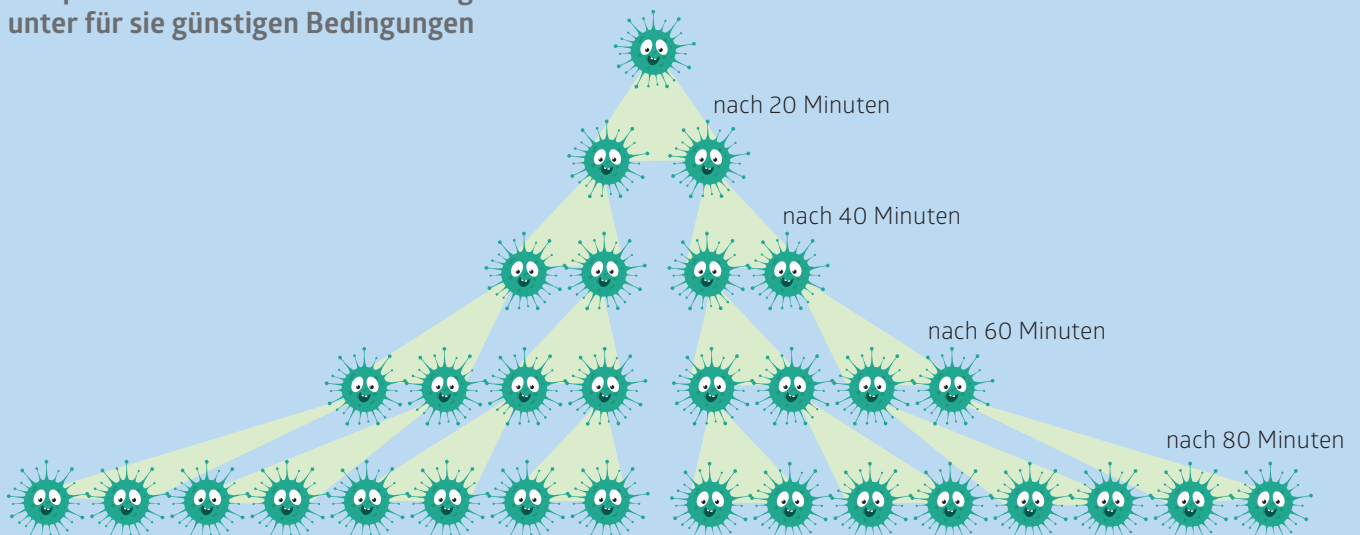 unter für sie günstigen Bedingungen
nach 20 Minuten
nach 40 Minuten
nach 60 Minuten
nach 80 Minuten